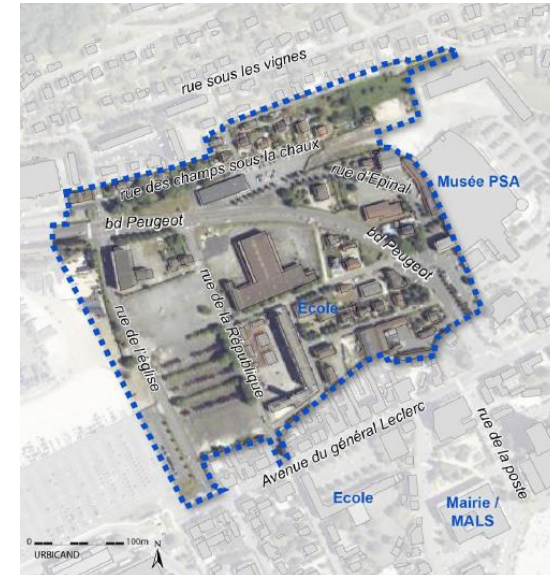 rue sous les vignes
rue des champs sous la chaux
rue d'Epinal
Musée PSA
bd Peugeot
bd Peugeot
rue de la République
Ecole
rue de l'église
Avenue du général Leclerc
rue de la poste
Ecole
Mairie /
MALS
0 100m N
URBICAND